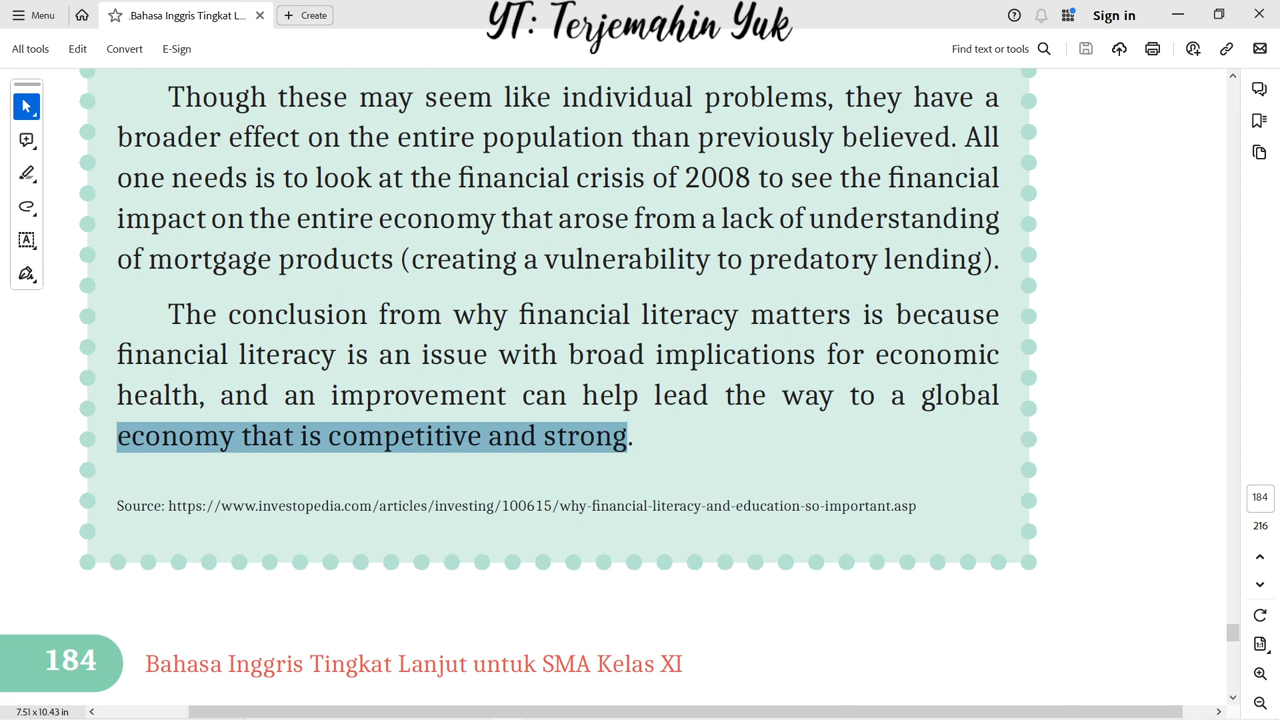 Menu
.Bahasa Inggris Tingkat L...
Create
YT: Terjemahin Yuk
Sign in
All tools
Edit
Convert
E-Sign
Find text or tools
Though these may seem like individual problems, they have a
broader effect on the entire population than previously believed. All
one needs is to look at the financial crisis of 2008 to see the financial
impact on the entire economy that arose from a lack of understanding
of mortgage products (creating a vulnerability to predatory lending).
The conclusion from why financial literacy matters is because
financial literacy is an issue with broad implications for economic
health, and an improvement can help lead the way to a global
economy that is competitive and strong.
Source: https://www.investopedia.com/articles/investing/100615/why-financial-literacy-and-education-so-important.asp
184
216
184
Bahasa Inggris Tingkat Lanjut untuk SMA Kelas XI
7.51 x 10.43 in